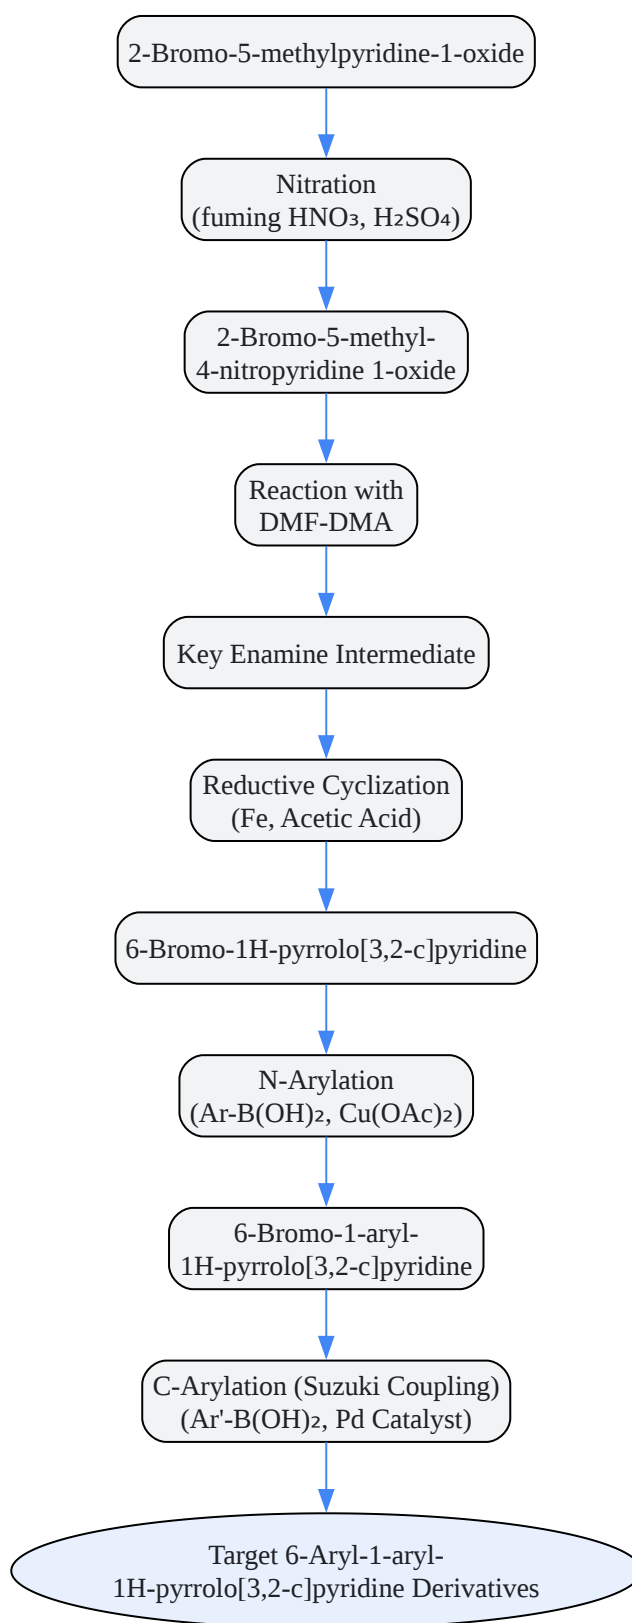 2-Bromo-5-methylpyridine-1-oxide
Nitration
(fuming HNO₃, H₂SO₄)
2-Bromo-5-methyl-
4-nitropyridine 1-oxide
Reaction with
DMF-DMA
Key Enamine Intermediate
Reductive Cyclization
(Fe, Acetic Acid)
6-Bromo-1H-pyrrolo[3,2-c]pyridine
N-Arylation
(Ar-B(OH)₂, Cu(OAc)₂)
6-Bromo-1-aryl-
1H-pyrrolo[3,2-c]pyridine
C-Arylation (Suzuki Coupling)
(Ar'-B(OH)₂, Pd Catalyst)
Target 6-Aryl-1-aryl-
1H-pyrrolo[3,2-c]pyridine Derivatives